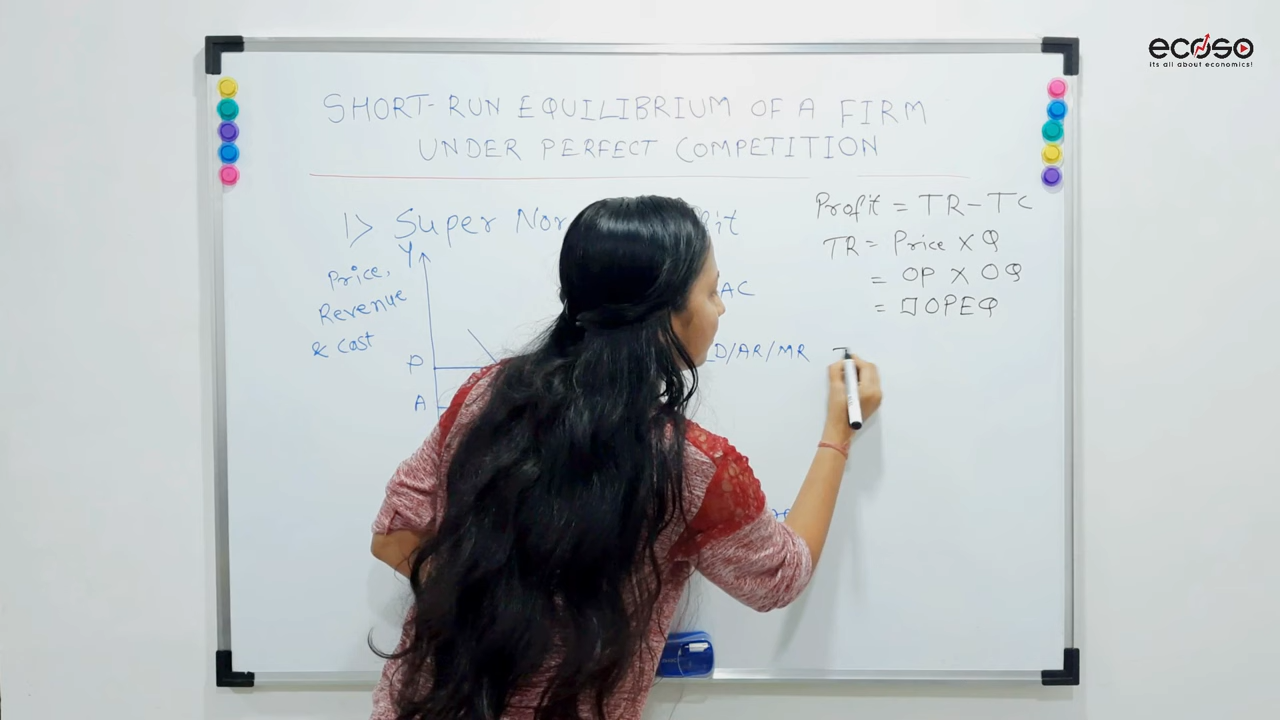 ecoso
its all about economics!
SHORT-RUN EQUILIBRIUM OF A FIRM
UNDER PERFECT COMPETITION
1> Super
Y
Price,
Revenue
& Cost
P
A
AC
D/AR/MR
Profit = TR - TC
TR = Price X Q
= OP X OQ
= □ OPEQ